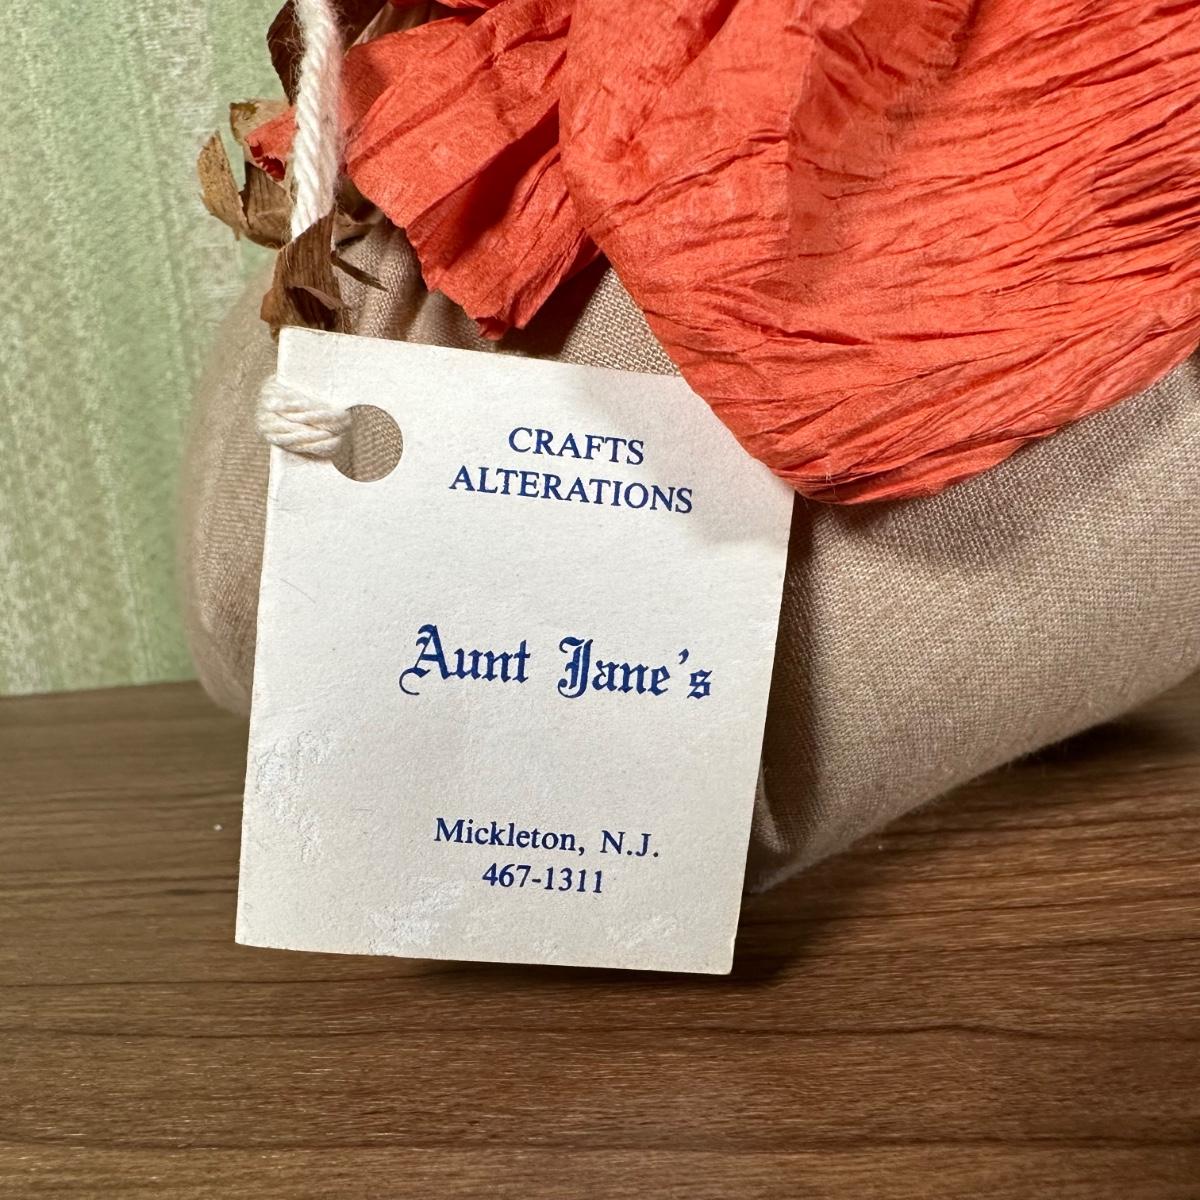 CRAFTS
ALTERATIONS
Aunt Jane's
Mickleton, N.J.
467-1311